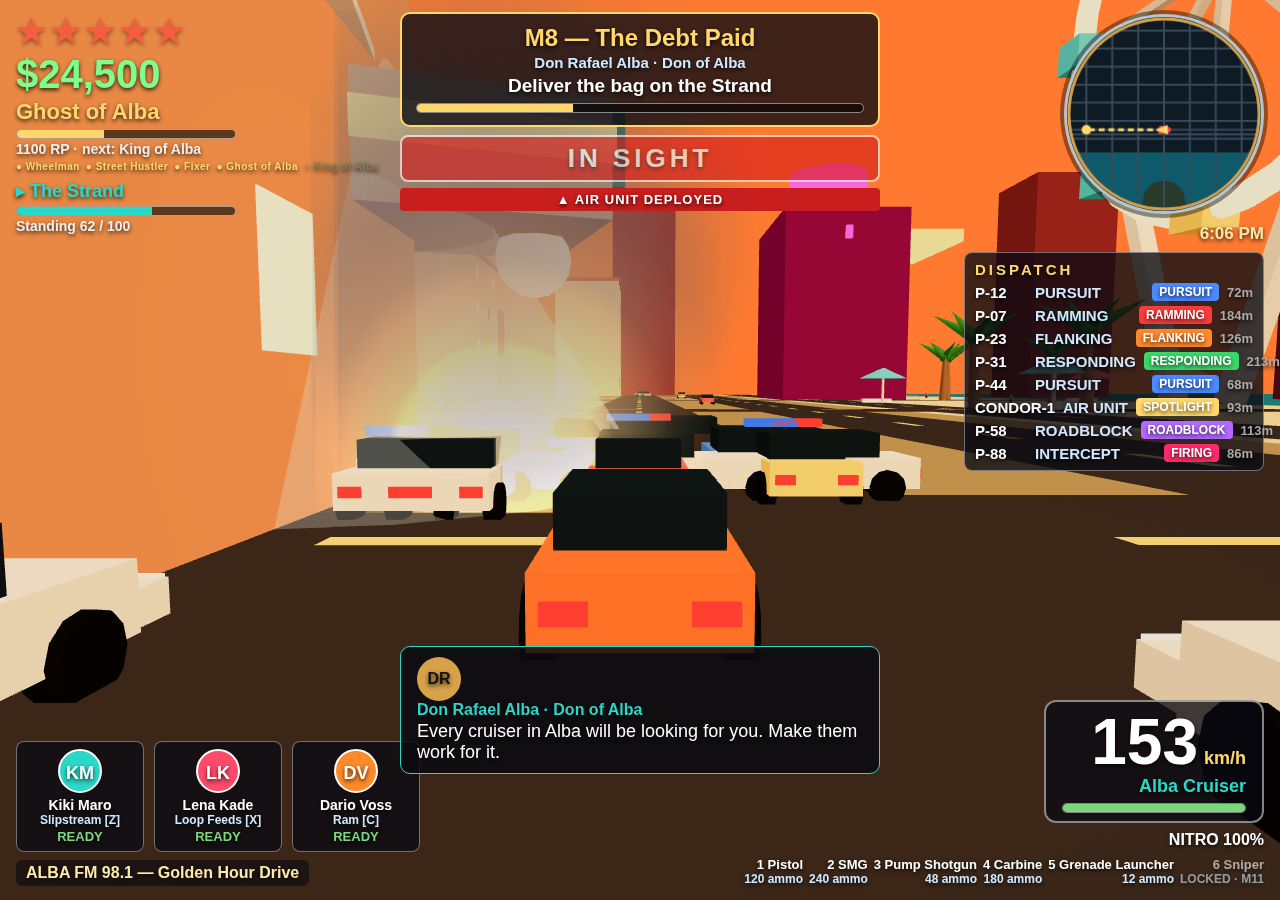 $24,500
Ghost of Alba
1100 RP · next: King of Alba
● Wheelman ● Street Hustler ● Fixer ● Ghost of Alba ○ King of Alba
▸ The Strand
Standing 62 / 100
M8 — The Debt Paid
Don Rafael Alba · Don of Alba
Deliver the bag on the Strand
IN SIGHT
▲ AIR UNIT DEPLOYED
6:06 PM
DISPATCH
P-12 PURSUIT PURSUIT 72m
P-07 RAMMING RAMMING 184m
P-23 FLANKING FLANKING 126m
P-31 RESPONDING RESPONDING 213m
P-44 PURSUIT PURSUIT 68m
CONDOR-1 AIR UNIT SPOTLIGHT 93m
P-58 ROADBLOCK ROADBLOCK 113m
P-88 INTERCEPT FIRING 86m
DR
Don Rafael Alba · Don of Alba
Every cruiser in Alba will be looking for you. Make them
work for it.
KM
Kiki Maro
Slipstream [Z]
READY
LK
Lena Kade
Loop Feeds [X]
READY
DV
Dario Voss
Ram [C]
READY
ALBA FM 98.1 — Golden Hour Drive
153 km/h
Alba Cruiser
NITRO 100%
1 Pistol 2 SMG 3 Pump Shotgun 4 Carbine 5 Grenade Launcher 6 Sniper
120 ammo 240 ammo 48 ammo 180 ammo 12 ammo LOCKED · M11